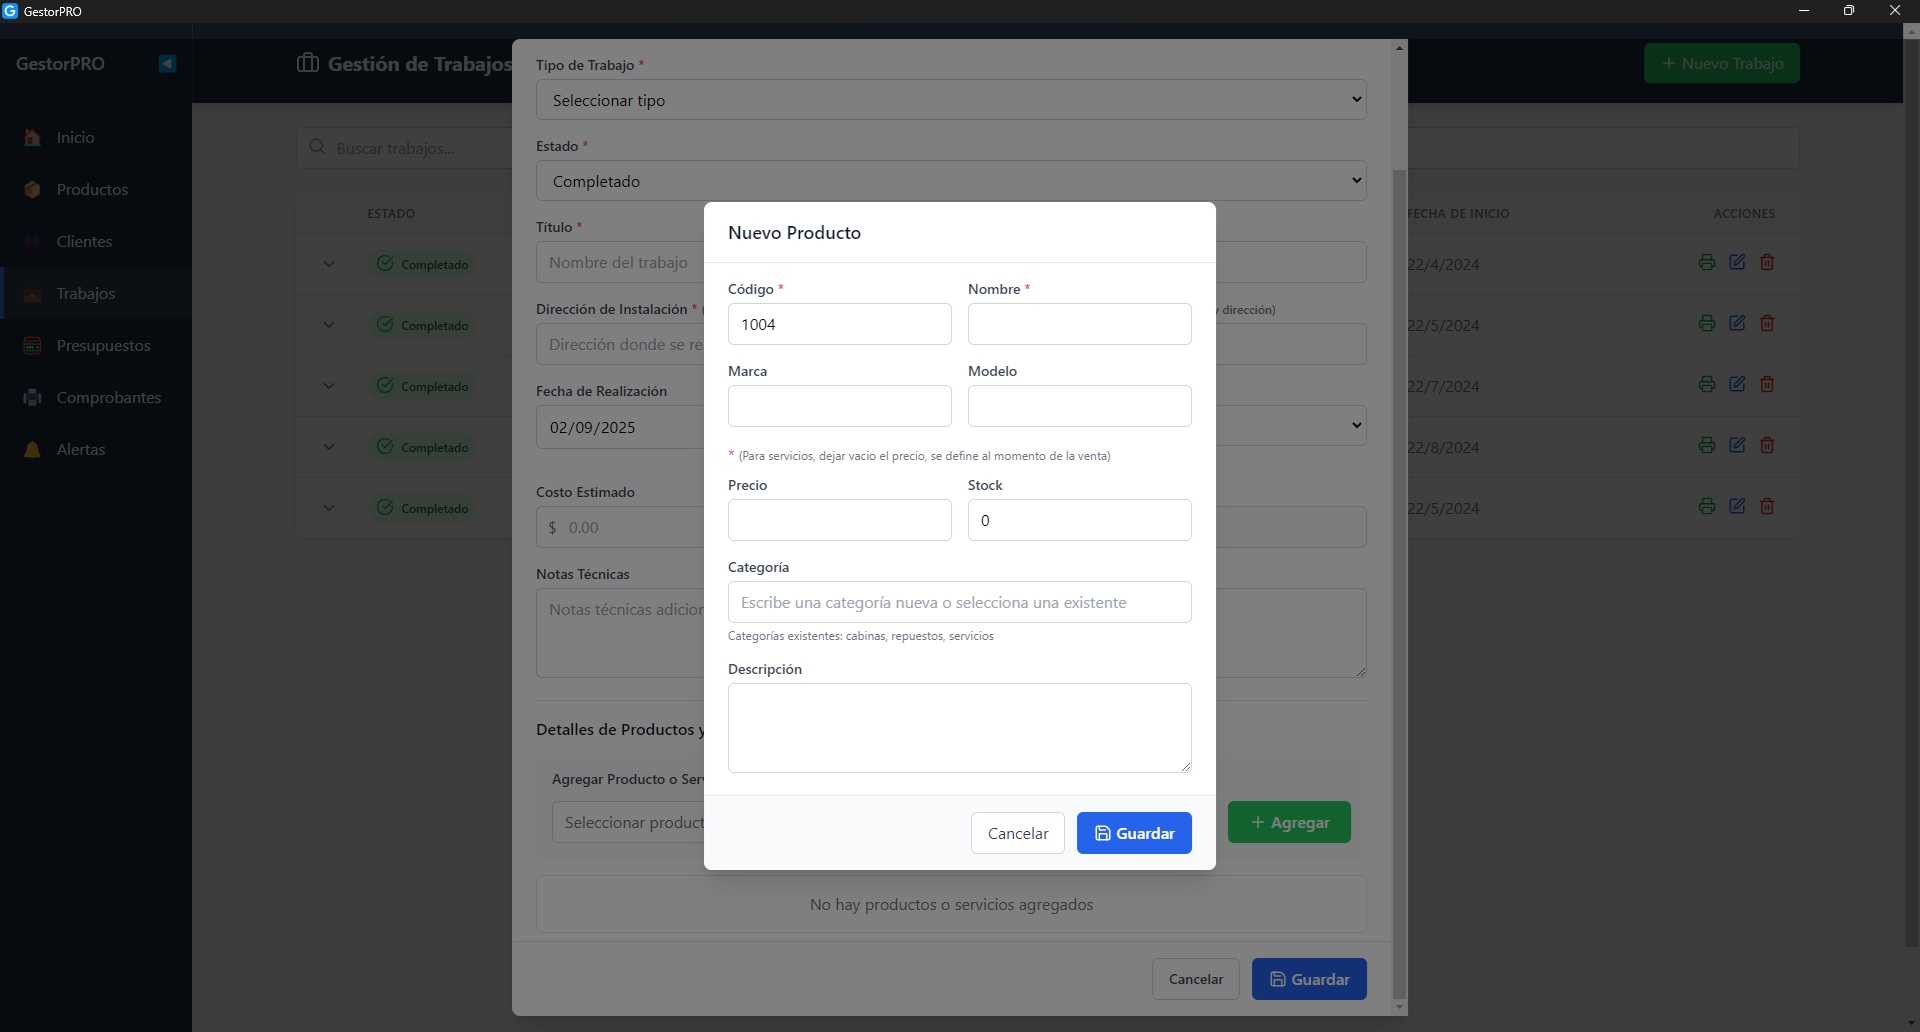 GestorPRO
GestorPRO
Gestión de Trabajos
+ Nuevo Trabajo
Inicio
Productos
Clientes
Trabajos
Presupuestos
Comprobantes
Alertas
Buscar trabajos...
ESTADO
FECHA DE INICIO
ACCIONES
Completado
22/4/2024
Completado
22/5/2024
Completado
22/7/2024
Completado
22/8/2024
Completado
22/5/2024
Tipo de Trabajo *
Seleccionar tipo
Estado *
Completado
Título *
Nombre del trabajo
Dirección de Instalación * (
y dirección)
Dirección donde se re
Fecha de Realización
02/09/2025
Costo Estimado
$ 0.00
Notas Técnicas
Notas técnicas adicior
Detalles de Productos y
Agregar Producto o Ser
Seleccionar product
+ Agregar
No hay productos o servicios agregados
Cancelar
Guardar
Nuevo Producto
Código *
Nombre *
1004
Marca
Modelo
* (Para servicios, dejar vacio el precio, se define al momento de la venta)
Precio
Stock
0
Categoría
Escribe una categoría nueva o selecciona una existente
Categorías existentes: cabinas, repuestos, servicios
Descripción
Cancelar
Guardar